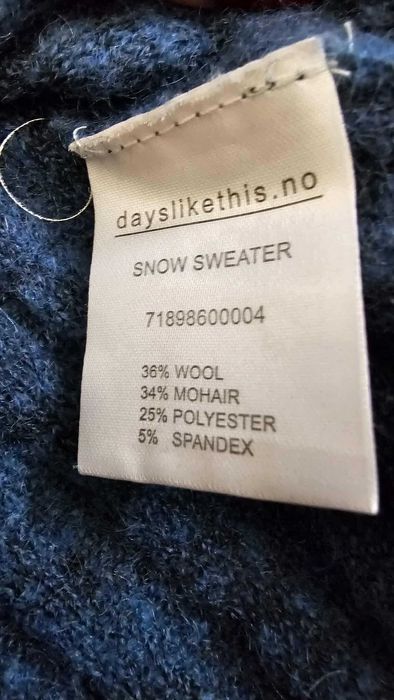 dayslikethis.no
SNOW SWEATER
71898600004
36% WOOL
34% MOHAIR
25% POLYESTER
5% SPANDEX